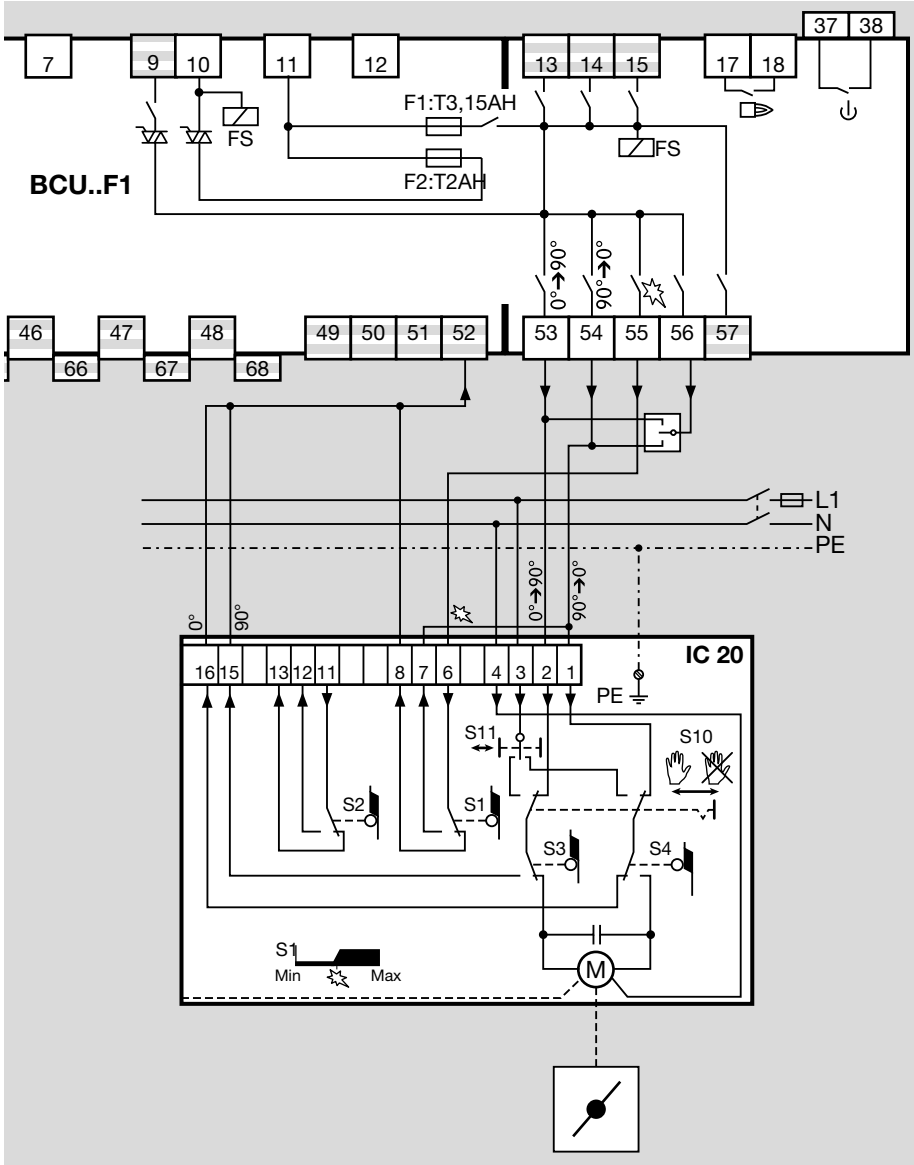 37 38
7 9 10 11 12 13 14 15 17 18
F1:T3,15AH
FS
FS
F2:T2AH
BCU..F1
0°➔90°
90°➔0°
46 47 48 49 50 51 52 53 54 55 56 57
66 67 68
L1
N
PE
0°
90°
0°➔90°
90°➔0°
IC 20
16 15 13 12 11 8 7 6 4 3 2 1
PE
S11
S10
S2
S1
S3
S4
S1
Min
Max
M